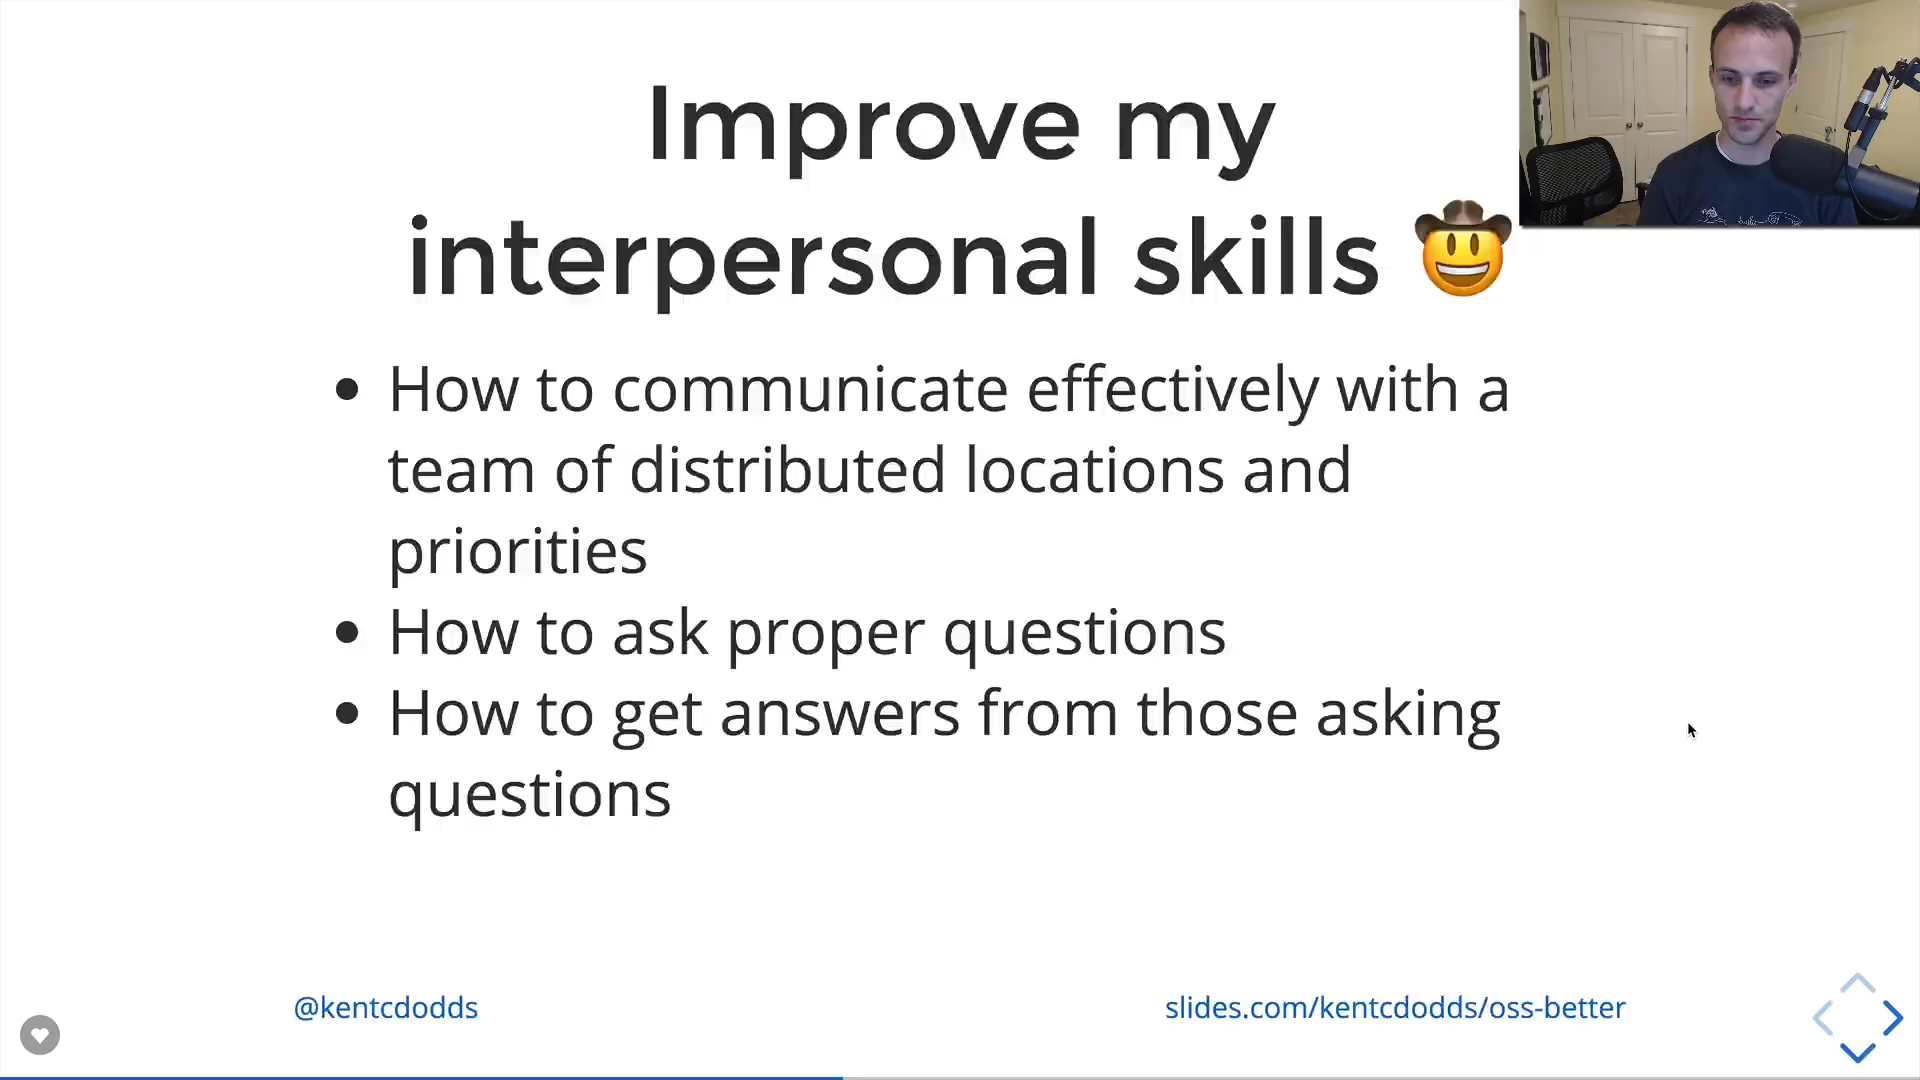 Improve my
interpersonal skills 🤠
• How to communicate effectively with a
team of distributed locations and
priorities
• How to ask proper questions
• How to get answers from those asking
questions
@kentcdodds
slides.com/kentcdodds/oss-better